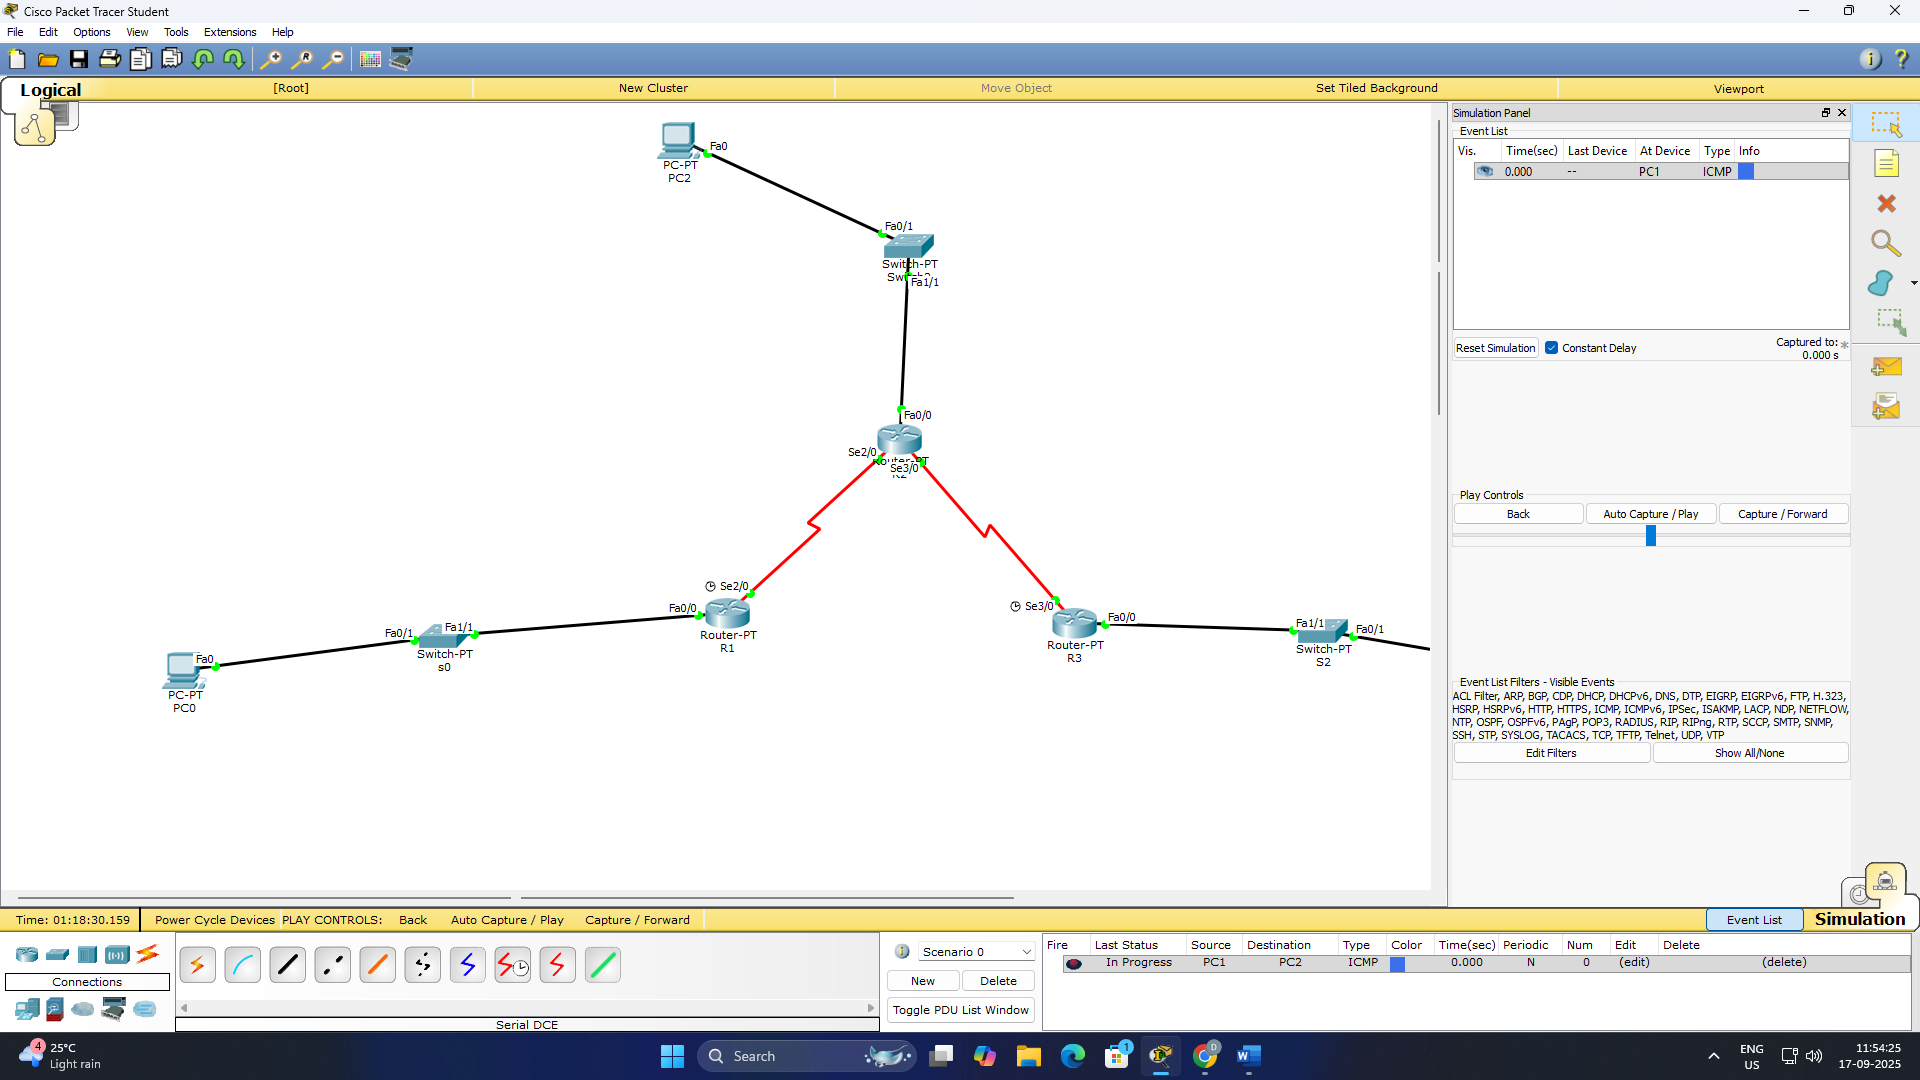 Cisco Packet Tracer Student
File Edit Options View Tools Extensions Help
Logical [Root] New Cluster Move Object Set Tiled Background Viewport
Simulation Panel
Event List
Vis. Time(sec) Last Device At Device Type Info
0.000 -- PC1 ICMP
Reset Simulation Constant Delay Captured to: *
0.000 s
Play Controls
Back Auto Capture / Play Capture / Forward
Event List Filters - Visible Events
ACL Filter, ARP, BGP, CDP, DHCP, DHCPv6, DNS, DTP, EIGRP, EIGRPv6, FTP, H.323,
HSRP, HSRPv6, HTTP, HTTPS, ICMP, ICMPv6, IPSec, ISAKMP, LACP, NDP, NETFLOW,
NTP, OSPF, OSPFv6, PAgP, POP3, RADIUS, RIP, RIPng, RTP, SCCP, SMTP, SNMP,
SSH, STP, SYSLOG, TACACS, TCP, TFTP, Telnet, UDP, VTP
Edit Filters Show All/None
Fa0
PC-PT
PC2
Fa0/1
Switch-PT
Fa1/1
Fa0/0
Se2/0
Router-PT
Se3/0
Se2/0
Fa0/0
Router-PT
R1
Fa0/1 Fa1/1
Switch-PT
s0
Fa0
PC-PT
PC0
Se3/0 Fa0/0
Router-PT
R3
Fa1/1 Fa0/1
Switch-PT
S2
Time: 01:18:30.159 Power Cycle Devices PLAY CONTROLS: Back Auto Capture / Play Capture / Forward Event List Simulation
Connections
Serial DCE
Scenario 0
New Delete
Toggle PDU List Window
Fire Last Status Source Destination Type Color Time(sec) Periodic Num Edit Delete
In Progress PC1 PC2 ICMP 0.000 N 0 (edit) (delete)
4 25°C
Light rain
Search
1
D
ENG
US
11:54:25
17-09-2025